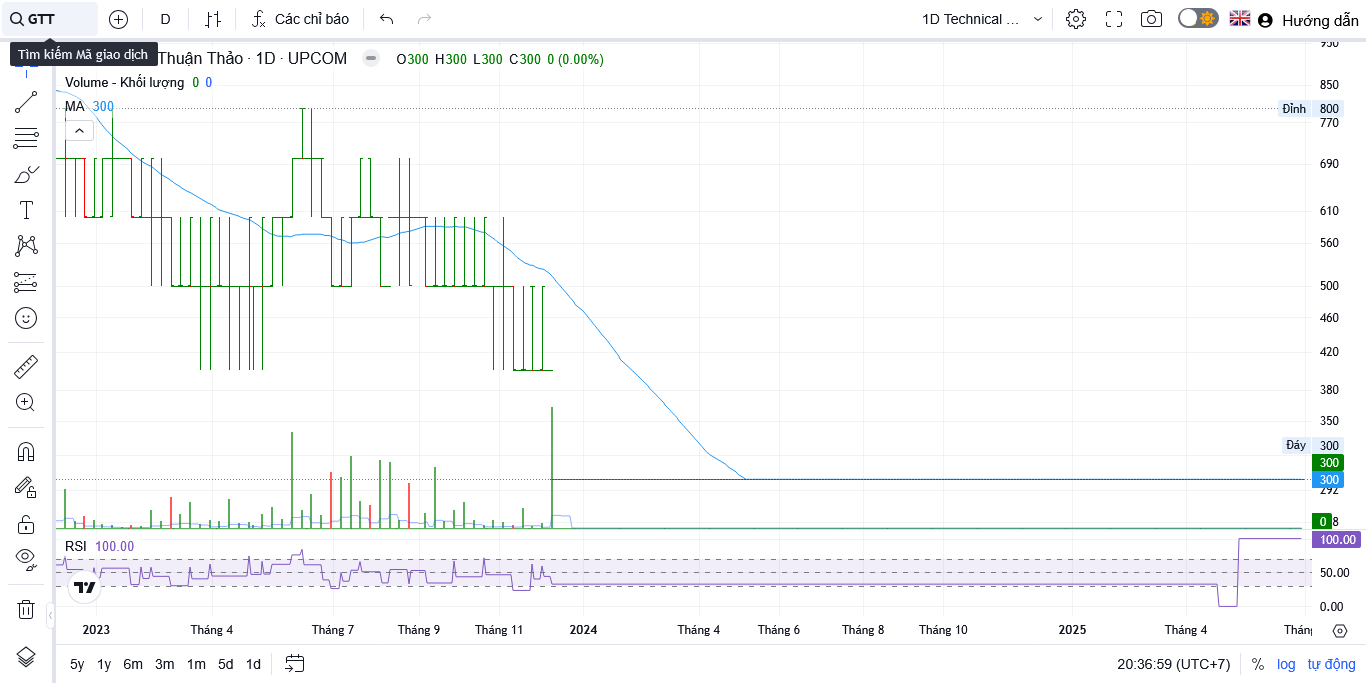 GTT D Các chỉ báo 1D Technical ... Hướng dẫn
Tìm kiếm Mã giao dịch
Thuận Thảo · 1D · UPCOM O300 H300 L300 C300 0 (0.00%)
Volume - Khối lượng 0 0
MA 300
950
850
Đỉnh 800
770
690
610
560
500
460
420
380
350
Đáy 300
300
300
292
0
8
RSI 100.00
100.00
50.00
0.00
2023 Tháng 4 Tháng 7 Tháng 9 Tháng 11 2024 Tháng 4 Tháng 6 Tháng 8 Tháng 10 2025 Tháng 4 Tháng
5y 1y 6m 3m 1m 5d 1d 20:36:59 (UTC+7) % log tự động